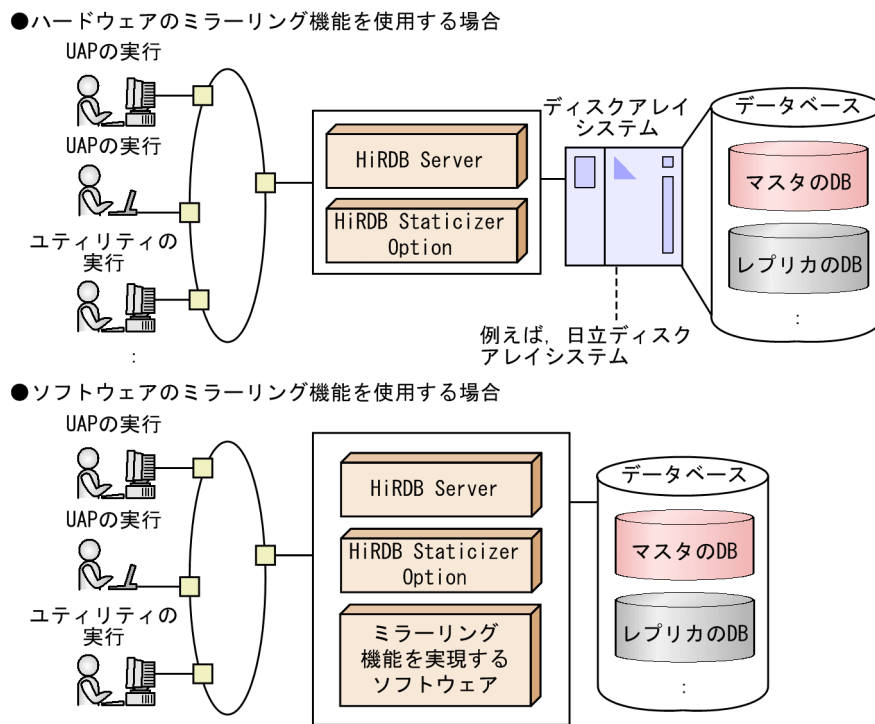 ●ハードウェアのミラーリング機能を使用する場合
UAPの実行
UAPの実行
ユティリティの
実行
:
HiRDB Server
HiRDB Staticizer
Option
ディスクアレイ
システム
例えば，日立ディスク
アレイシステム
データベース
マスタのDB
レプリカのDB
:
●ソフトウェアのミラーリング機能を使用する場合
UAPの実行
UAPの実行
ユティリティの
実行
HiRDB Server
HiRDB Staticizer
Option
ミラーリング
機能を実現する
ソフトウェア
データベース
マスタのDB
レプリカのDB
: